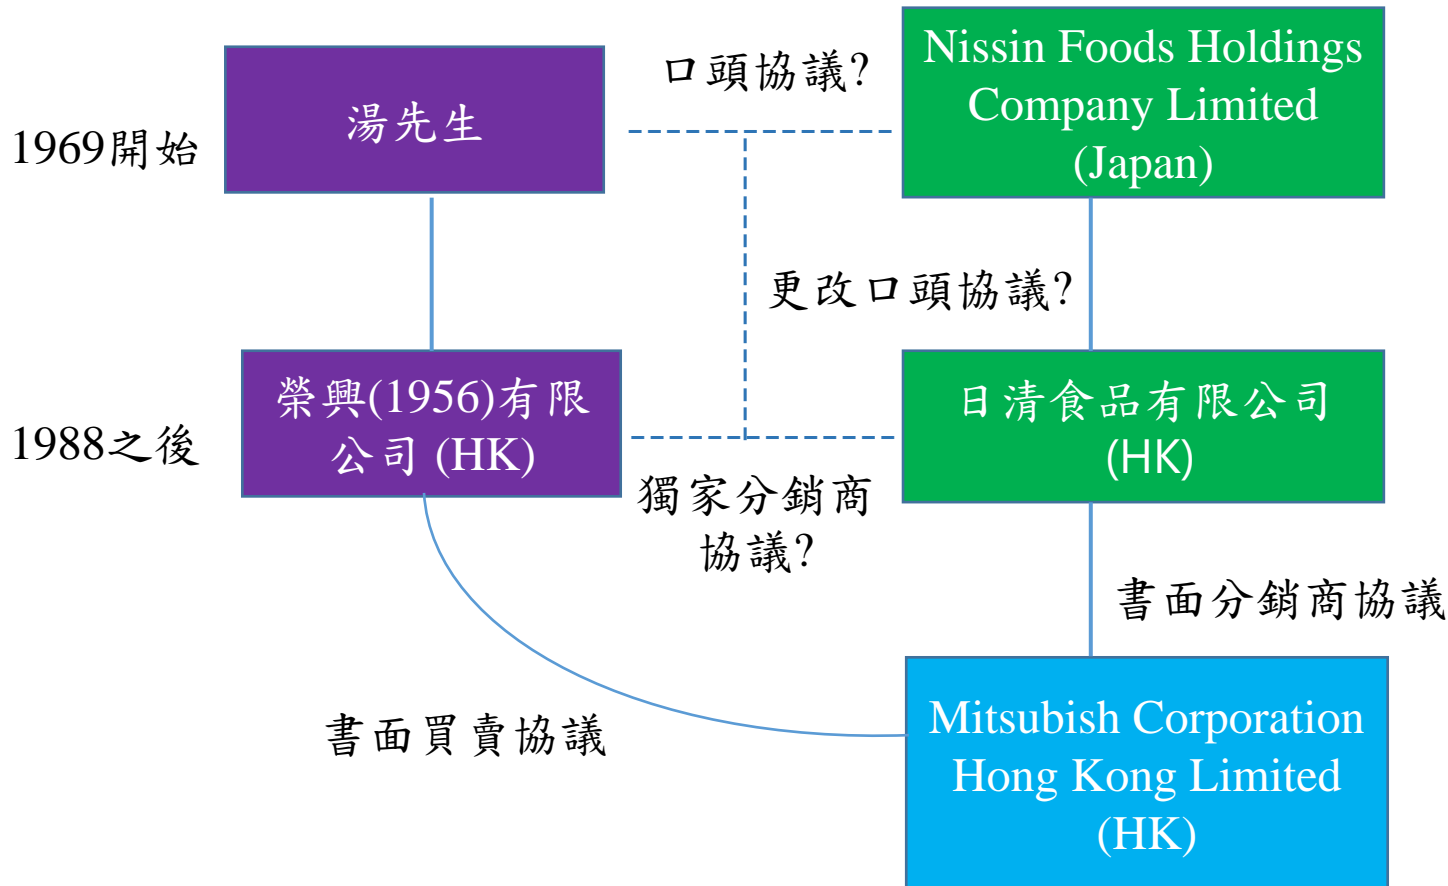 口頭協議?
Nissin Foods Holdings
Company Limited
(Japan)
湯先生
1969開始
更改口頭協議?
榮興(1956)有限
公司 (HK)
日清食品有限公司
(HK)
1988之後
獨家分銷商
協議?
書面分銷商協議
書面買賣協議
Mitsubish Corporation
Hong Kong Limited
(HK)